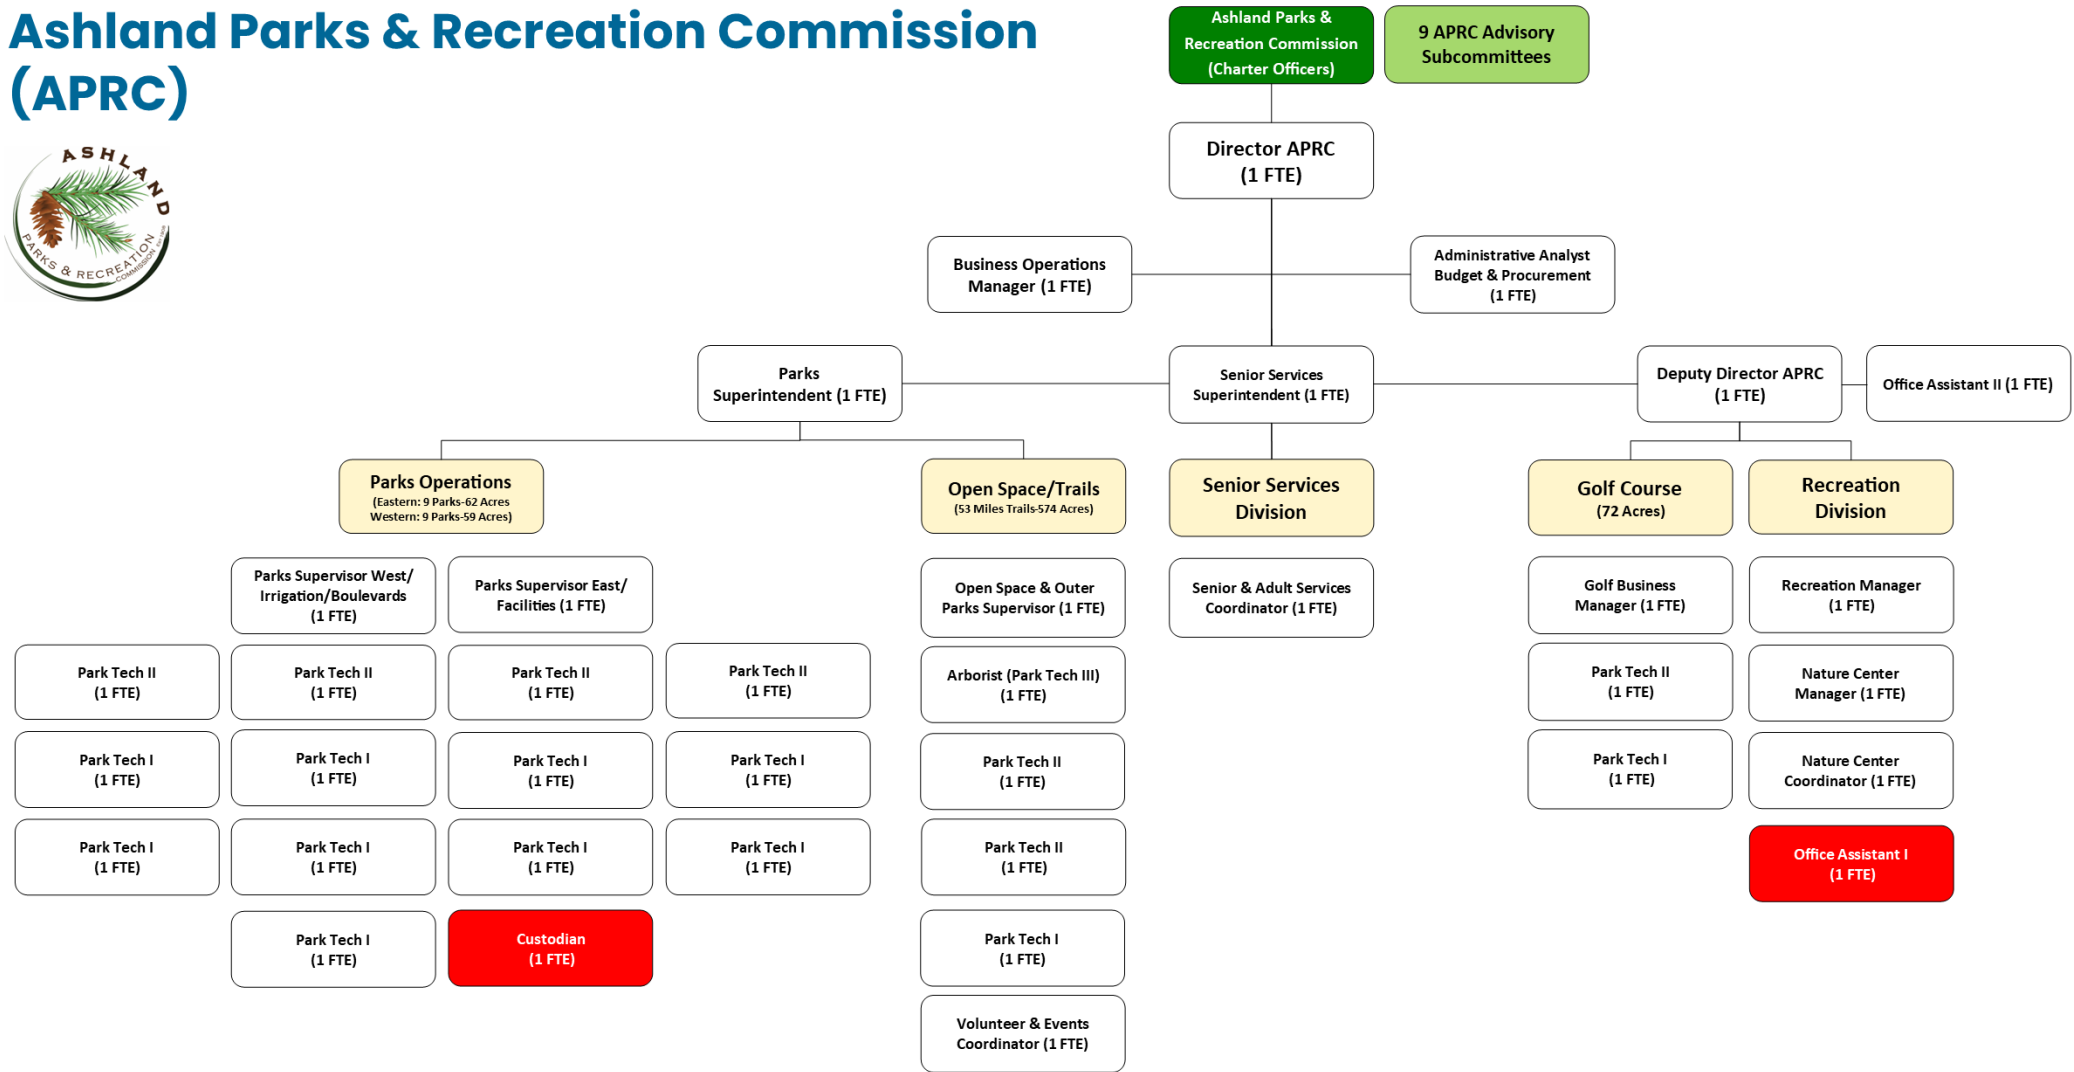 Ashland Parks & Recreation Commission
(APRC)
ASHLAND
PARKS & RECREATION
COMMISSION
EST 1908
Ashland Parks &
Recreation Commission
(Charter Officers)
9 APRC Advisory
Subcommittees
Director APRC
(1 FTE)
Business Operations
Manager (1 FTE)
Administrative Analyst
Budget & Procurement
(1 FTE)
Parks
Superintendent (1 FTE)
Senior Services
Superintendent (1 FTE)
Deputy Director APRC
(1 FTE)
Office Assistant II (1 FTE)
Parks Operations
(Eastern: 9 Parks-62 Acres
Western: 9 Parks-59 Acres)
Open Space/Trails
(53 Miles Trails-574 Acres)
Senior Services
Division
Golf Course
(72 Acres)
Recreation
Division
Parks Supervisor West/
Irrigation/Boulevards
(1 FTE)
Parks Supervisor East/
Facilities (1 FTE)
Open Space & Outer
Parks Supervisor (1 FTE)
Senior & Adult Services
Coordinator (1 FTE)
Golf Business
Manager (1 FTE)
Recreation Manager
(1 FTE)
Park Tech II
(1 FTE)
Park Tech II
(1 FTE)
Park Tech II
(1 FTE)
Park Tech II
(1 FTE)
Arborist (Park Tech III)
(1 FTE)
Park Tech II
(1 FTE)
Nature Center
Manager (1 FTE)
Park Tech I
(1 FTE)
Park Tech I
(1 FTE)
Park Tech I
(1 FTE)
Park Tech I
(1 FTE)
Park Tech II
(1 FTE)
Park Tech I
(1 FTE)
Nature Center
Coordinator (1 FTE)
Park Tech I
(1 FTE)
Park Tech I
(1 FTE)
Park Tech I
(1 FTE)
Park Tech I
(1 FTE)
Park Tech II
(1 FTE)
Office Assistant I
(1 FTE)
Park Tech I
(1 FTE)
Custodian
(1 FTE)
Park Tech I
(1 FTE)
Volunteer & Events
Coordinator (1 FTE)